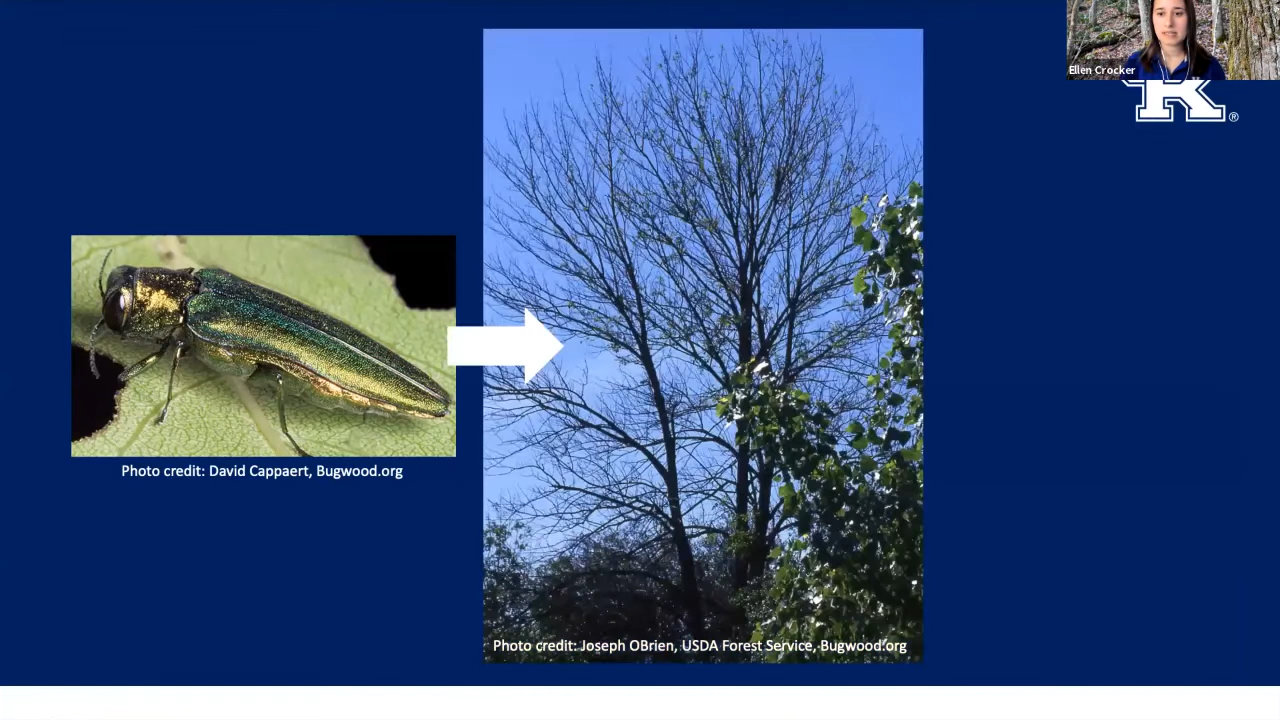 Ellen Crocker
K®
Photo credit: David Cappaert, Bugwood.org
Photo credit: Joseph OBrien, USDA Forest Service, Bugwood.org